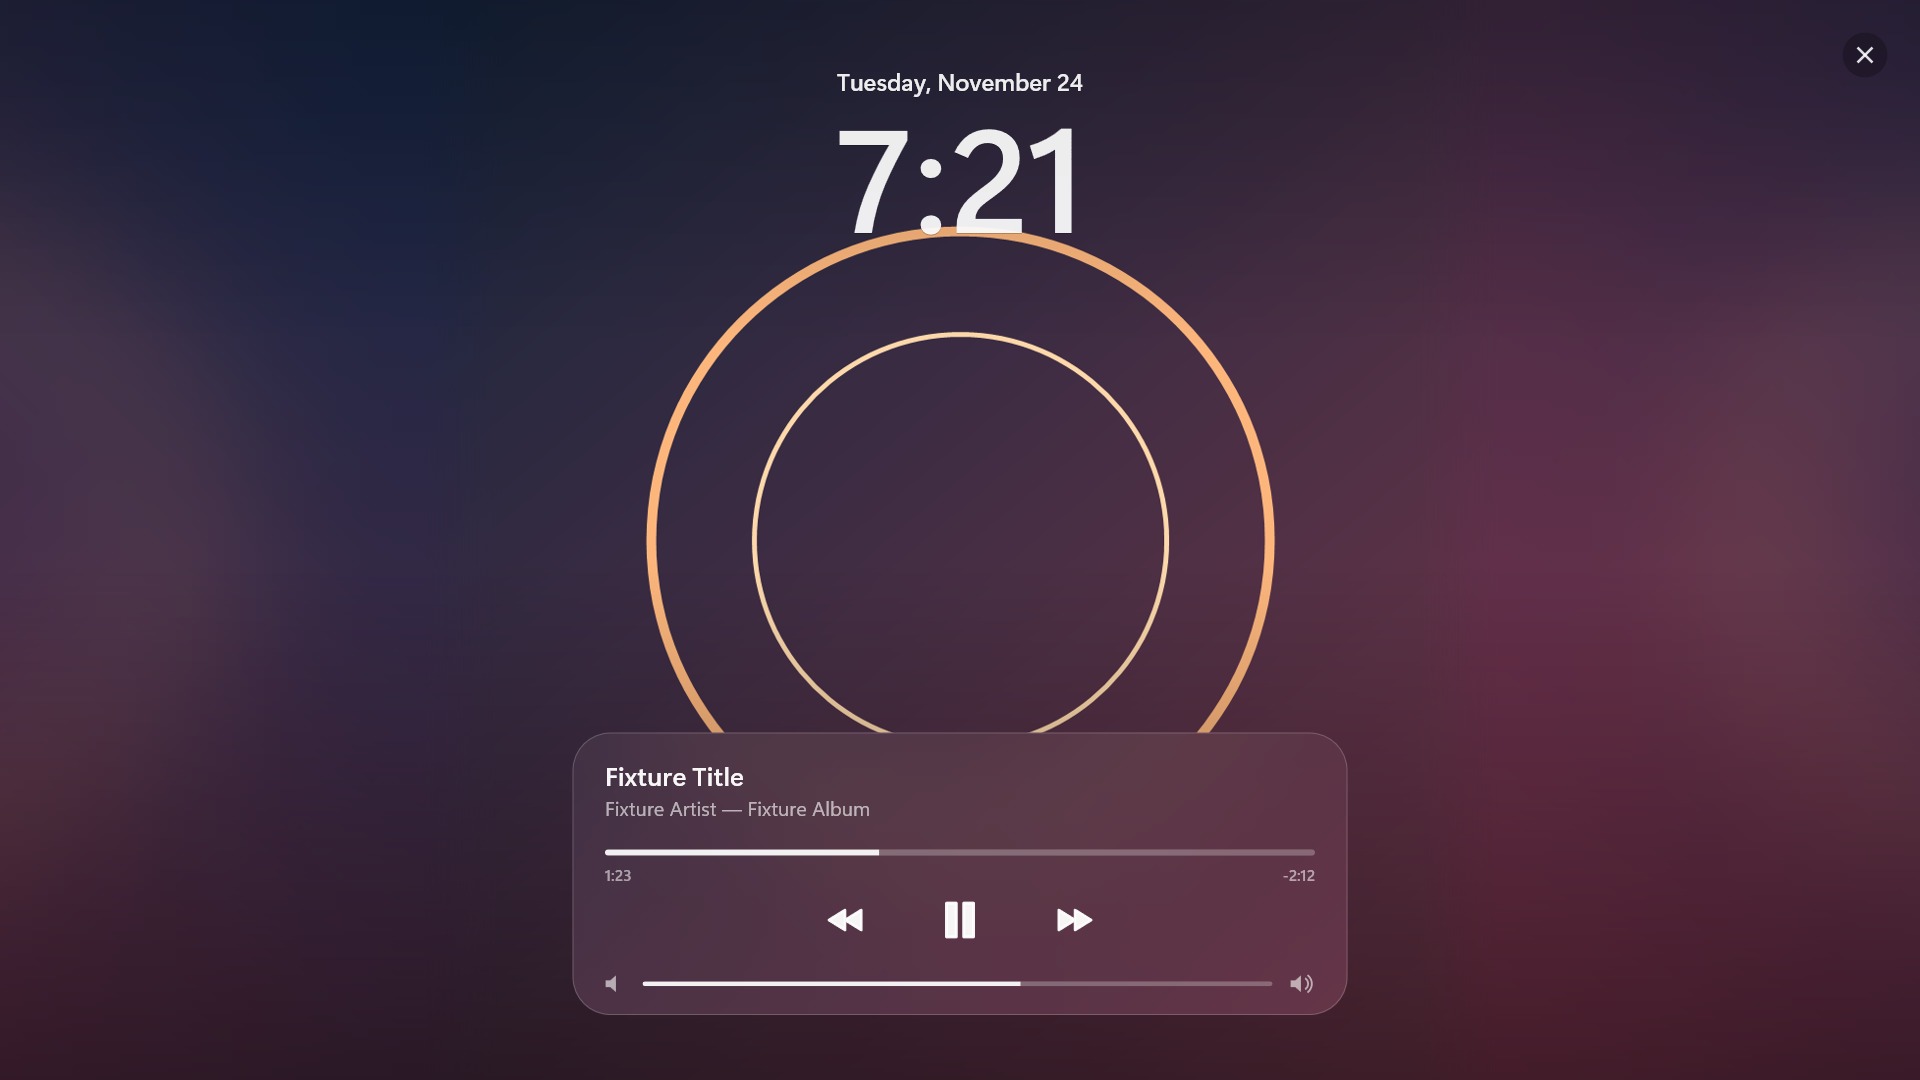 Tuesday, November 24
7:21
Fixture Title
Fixture Artist — Fixture Album
1:23
-2:12